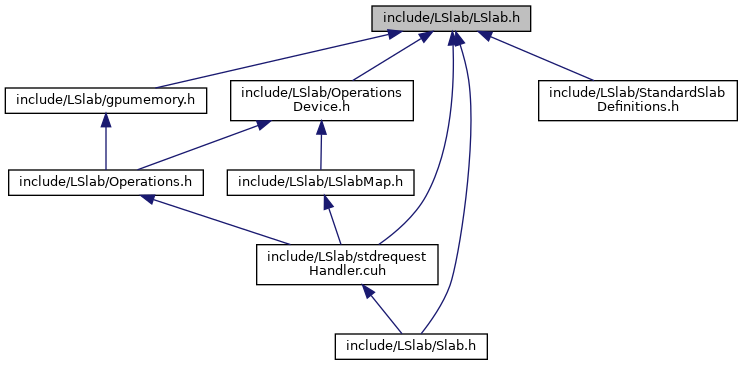 include/LSlab/LSlab.h
include/LSlab/gpumemory.h
include/LSlab/Operations
Device.h
include/LSlab/StandardSlab
Definitions.h
include/LSlab/Operations.h
include/LSlab/LSlabMap.h
include/LSlab/stdrequest
Handler.cuh
include/LSlab/Slab.h